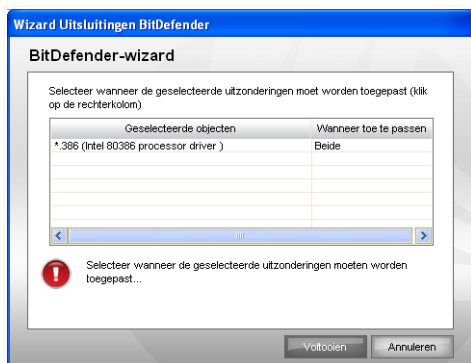 Wizard Uitsluitingen BitDefender
BitDefender-wizard
Selecteer wanneer de geselecteerde uitzonderingen moet worden toegepast (klik
op de rechterkolom)
Geselecteerde objecten Wanneer toe te passen
*.386 (Intel 80386 processor driver ) Beide
Selecteer wanneer de geselecteerde uitzonderingen moeten worden
toegepast...
Voltooien Annuleren